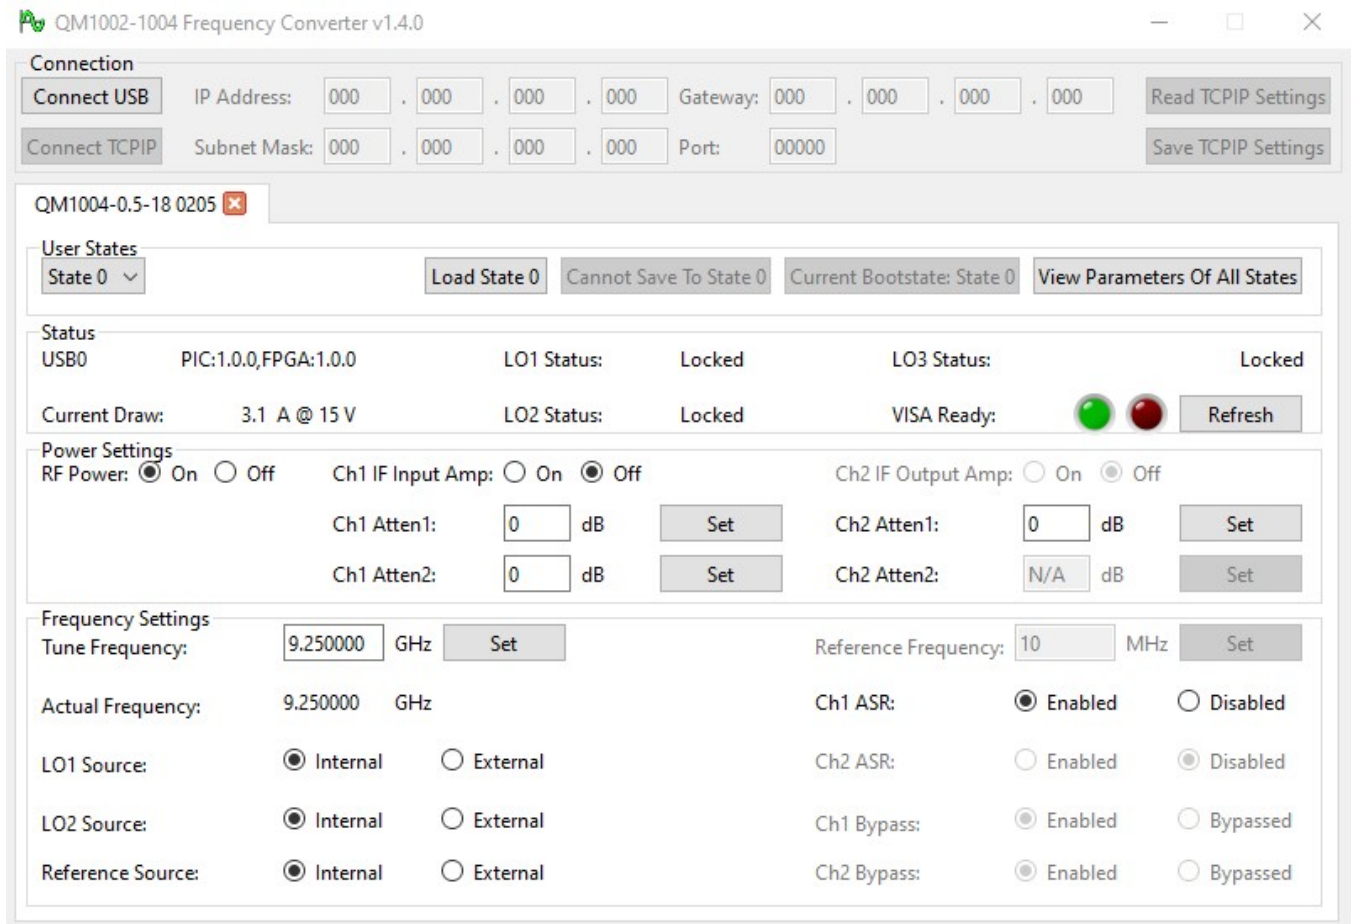 QM1002-1004 Frequency Converter v1.4.0
Connection
Connect USB IP Address: 000 . 000 . 000 . 000 Gateway: 000 . 000 . 000 . 000 Read TCPIP Settings
Connect TCPIP Subnet Mask: 000 . 000 . 000 . 000 Port: 00000 Save TCPIP Settings
QM1004-0.5-18 0205
User States
State 0 Load State 0 Cannot Save To State 0 Current Bootstate: State 0 View Parameters Of All States
Status
USB0 PIC:1.0.0,FPGA:1.0.0 LO1 Status: Locked LO3 Status: Locked
Current Draw: 3.1 A @ 15 V LO2 Status: Locked VISA Ready: Refresh
Power Settings
RF Power: On Off Ch1 IF Input Amp: On Off Ch2 IF Output Amp: On Off
Ch1 Atten1: 0 dB Set Ch2 Atten1: 0 dB Set
Ch1 Atten2: 0 dB Set Ch2 Atten2: N/A dB Set
Frequency Settings
Tune Frequency: 9.250000 GHz Set Reference Frequency: 10 MHz Set
Actual Frequency: 9.250000 GHz Ch1 ASR: Enabled Disabled
LO1 Source: Internal External Ch2 ASR: Enabled Disabled
LO2 Source: Internal External Ch1 Bypass: Enabled Bypassed
Reference Source: Internal External Ch2 Bypass: Enabled Bypassed